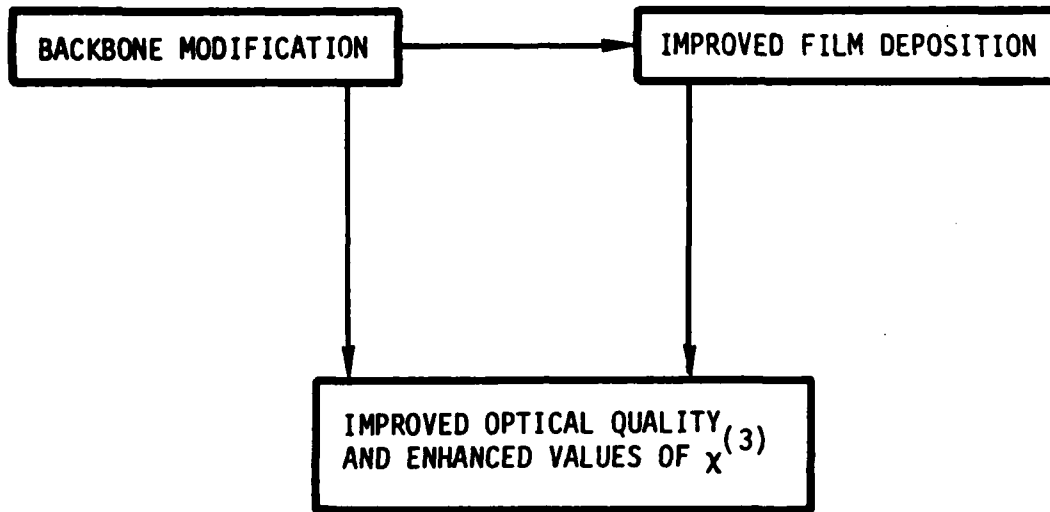 BACKBONE MODIFICATION
IMPROVED FILM DEPOSITION
IMPROVED OPTICAL QUALITY
AND ENHANCED VALUES OF χ(3)